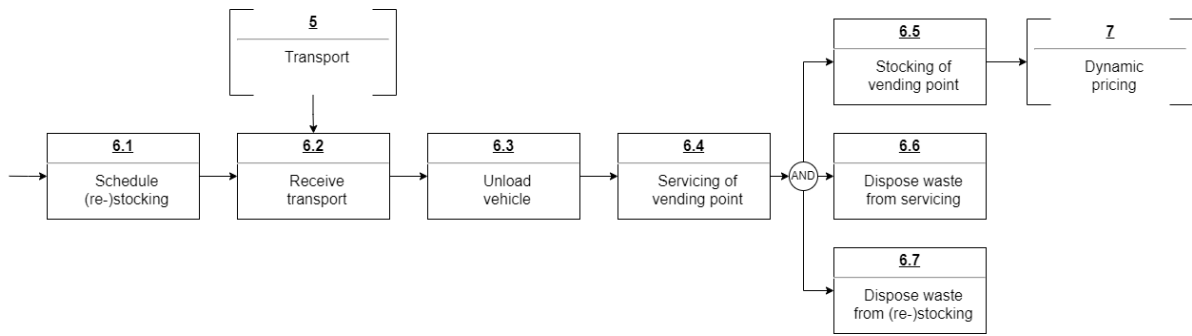 5
Transport
6.5
Stocking of
vending point
7
Dynamic
pricing
6.1
Schedule
(re-)stocking
6.2
Receive
transport
6.3
Unload
vehicle
6.4
Servicing of
vending point
AND
6.6
Dispose waste
from servicing
6.7
Dispose waste
from (re-)stocking